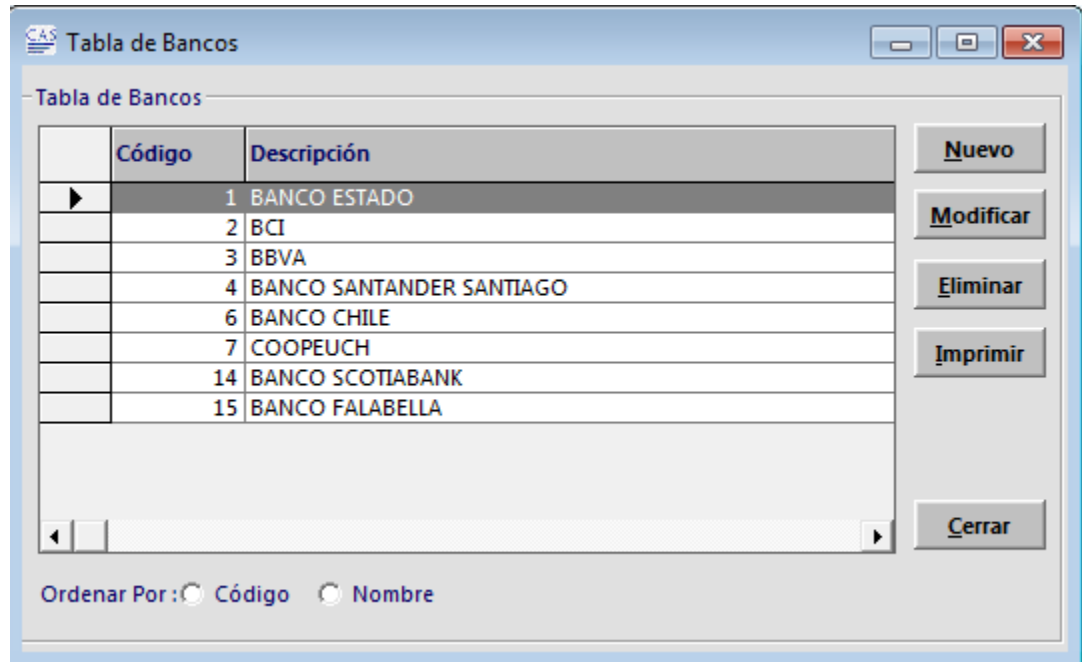 CAS Tabla de Bancos
Tabla de Bancos
Código Descripción
1 BANCO ESTADO
2 BCI
3 BBVA
4 BANCO SANTANDER SANTIAGO
6 BANCO CHILE
7 COOPEUCH
14 BANCO SCOTIABANK
15 BANCO FALABELLA
Nuevo
Modificar
Eliminar
Imprimir
Cerrar
Ordenar Por : Código Nombre